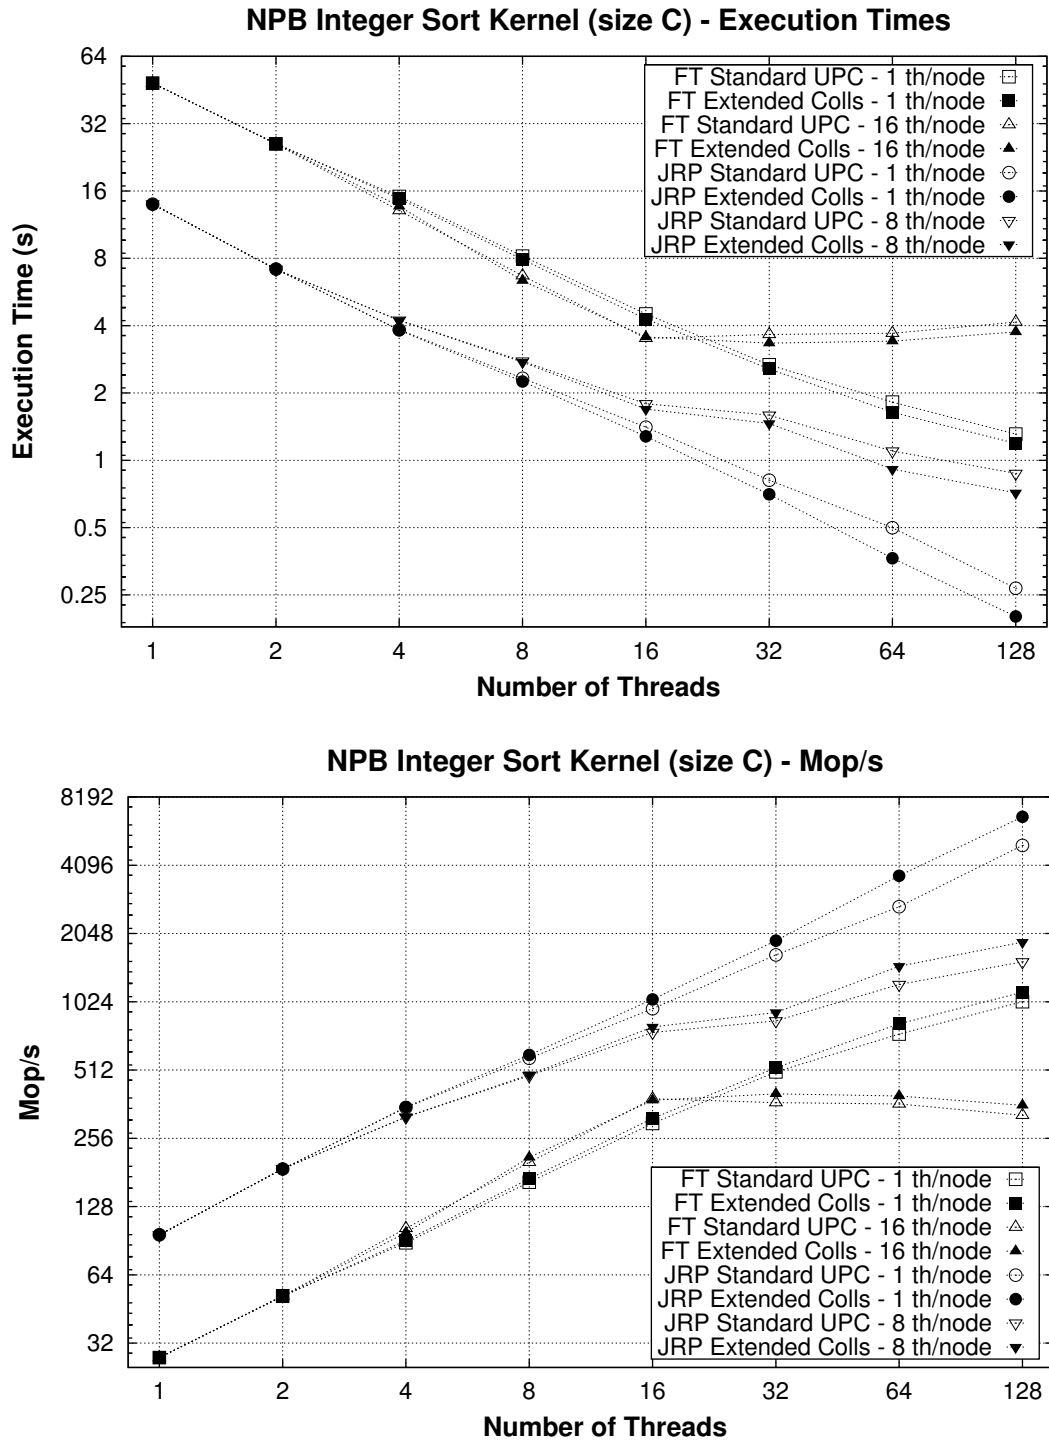 NPB Integer Sort Kernel (size C) - Execution Times
64
32
16
8
4
2
1
0.5
0.25
Execution Time (s)
FT Standard UPC - 1 th/node
FT Extended Colls - 1 th/node
FT Standard UPC - 16 th/node
FT Extended Colls - 16 th/node
JRP Standard UPC - 1 th/node
JRP Extended Colls - 1 th/node
JRP Standard UPC - 8 th/node
JRP Extended Colls - 8 th/node
1 2 4 8 16 32 64 128
Number of Threads
NPB Integer Sort Kernel (size C) - Mop/s
8192
4096
2048
1024
512
256
128
64
32
Mop/s
FT Standard UPC - 1 th/node
FT Extended Colls - 1 th/node
FT Standard UPC - 16 th/node
FT Extended Colls - 16 th/node
JRP Standard UPC - 1 th/node
JRP Extended Colls - 1 th/node
JRP Standard UPC - 8 th/node
JRP Extended Colls - 8 th/node
1 2 4 8 16 32 64 128
Number of Threads